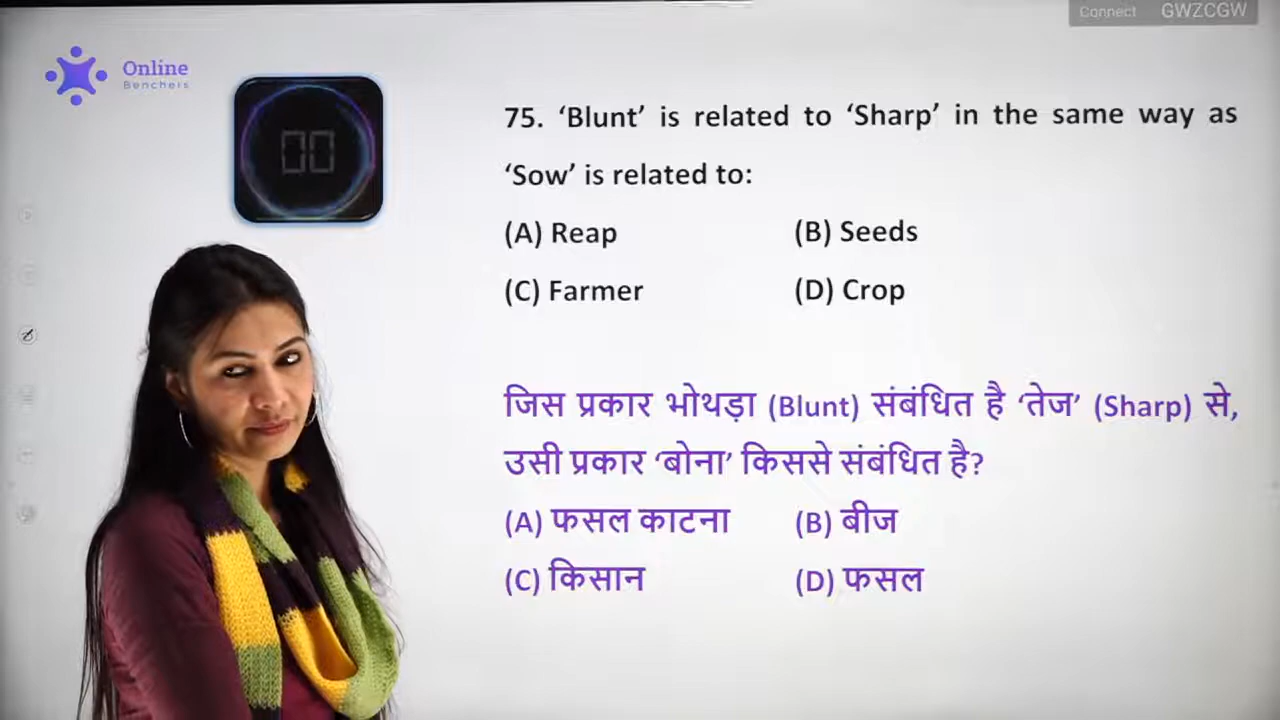 Connect GWZCGW
Online
Benchers
00
75. ‘Blunt’ is related to ‘Sharp’ in the same way as
‘Sow’ is related to:
(A) Reap (B) Seeds
(C) Farmer (D) Crop
जिस प्रकार भोथड़ा (Blunt) संबंधित है ‘तेज’ (Sharp) से,
उसी प्रकार ‘बोना’ किससे संबंधित है?
(A) फसल काटना (B) बीज
(C) किसान (D) फसल